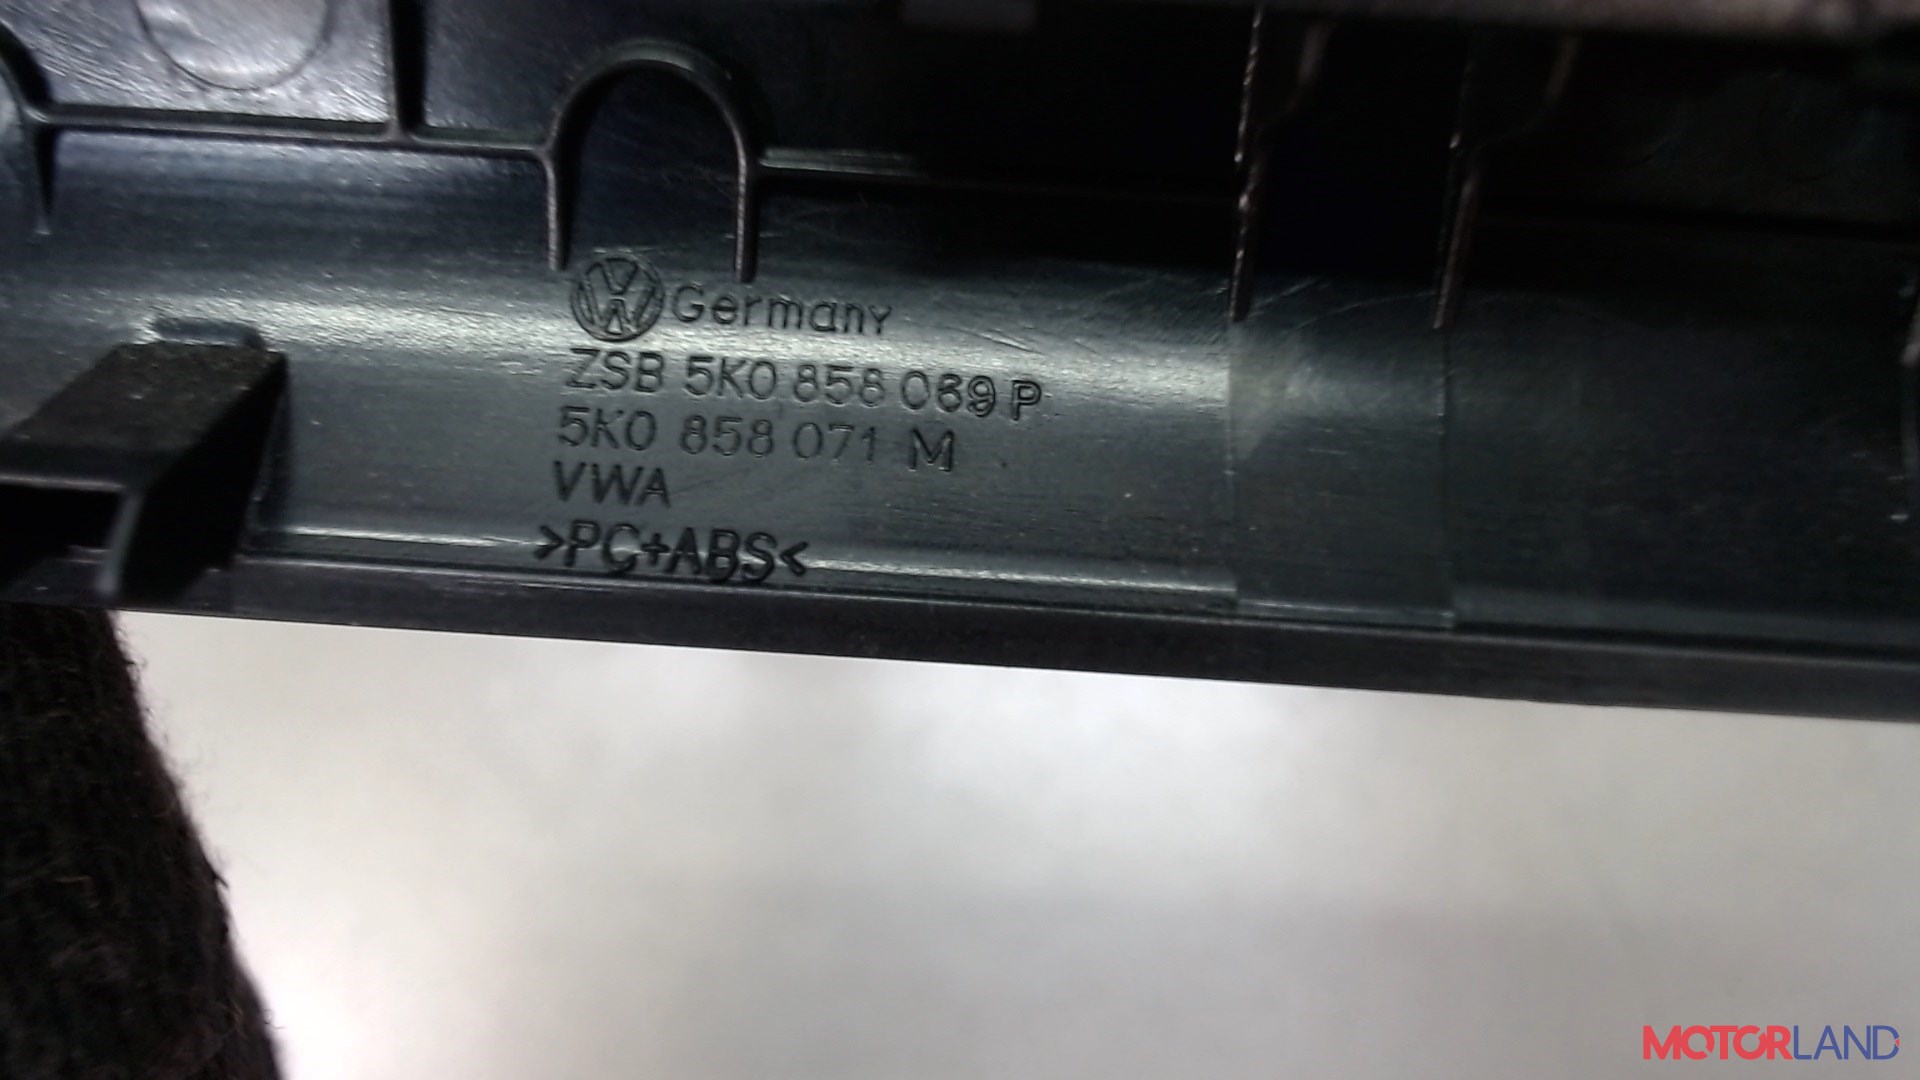 VW Germany
ZSB 5K0 858 069 P
5K0 858 071 M
VWA
>PC+ABS<
MOTORLAND